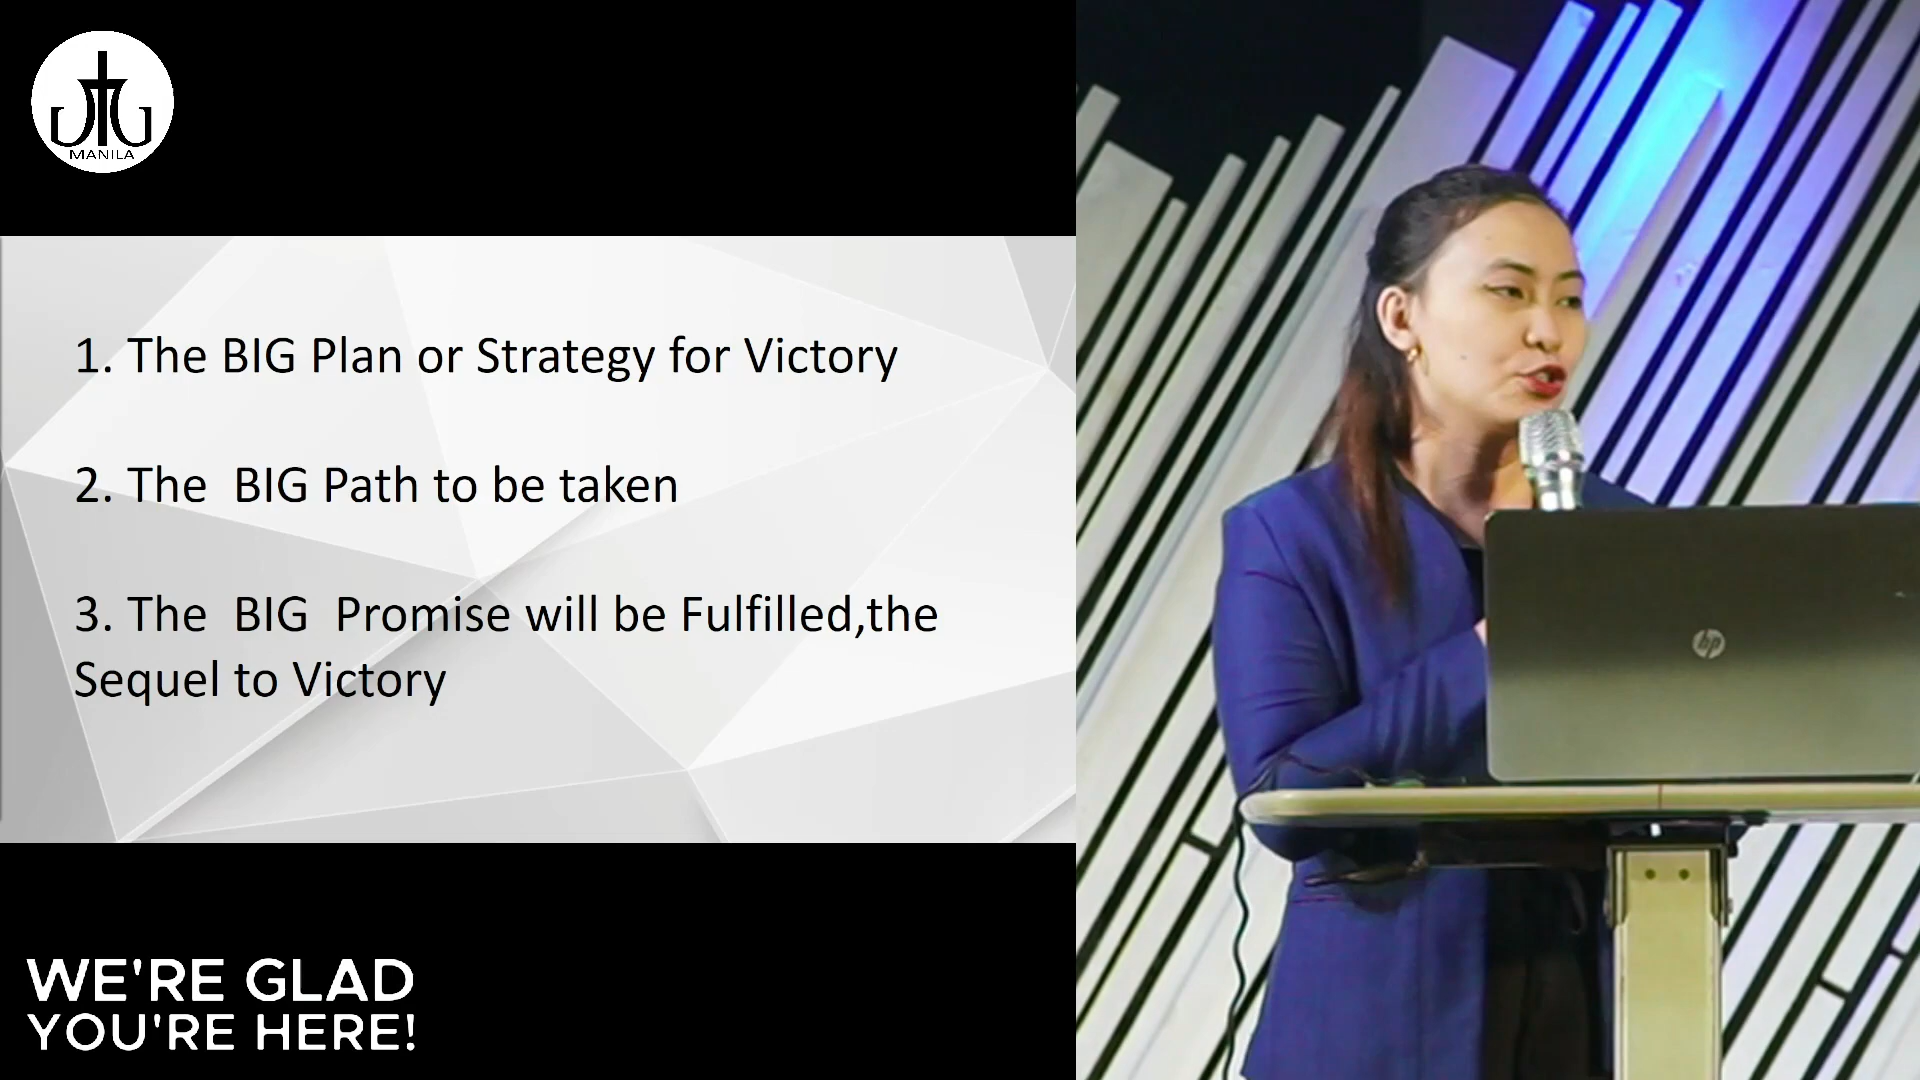 JTG
MANILA
1. The BIG Plan or Strategy for Victory
2. The  BIG Path to be taken
3. The  BIG  Promise will be Fulfilled,the
Sequel to Victory
WE'RE GLAD
YOU'RE HERE!
hp